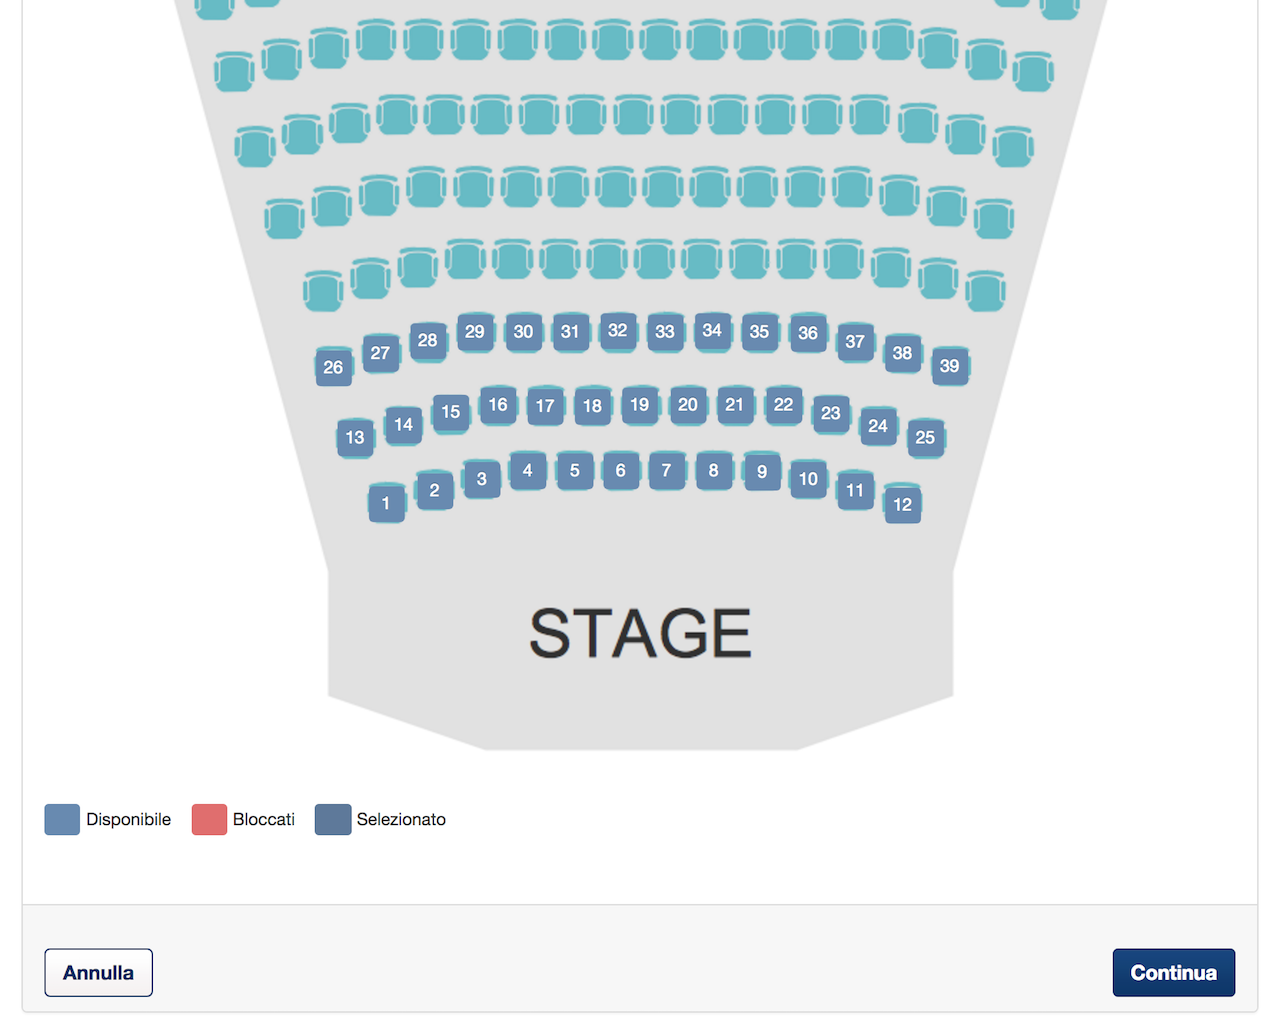 26 27 28 29 30 31 32 33 34 35 36 37 38 39
13 14 15 16 17 18 19 20 21 22 23 24 25
1 2 3 4 5 6 7 8 9 10 11 12
STAGE
Disponibile Bloccati Selezionato
Annulla Continua